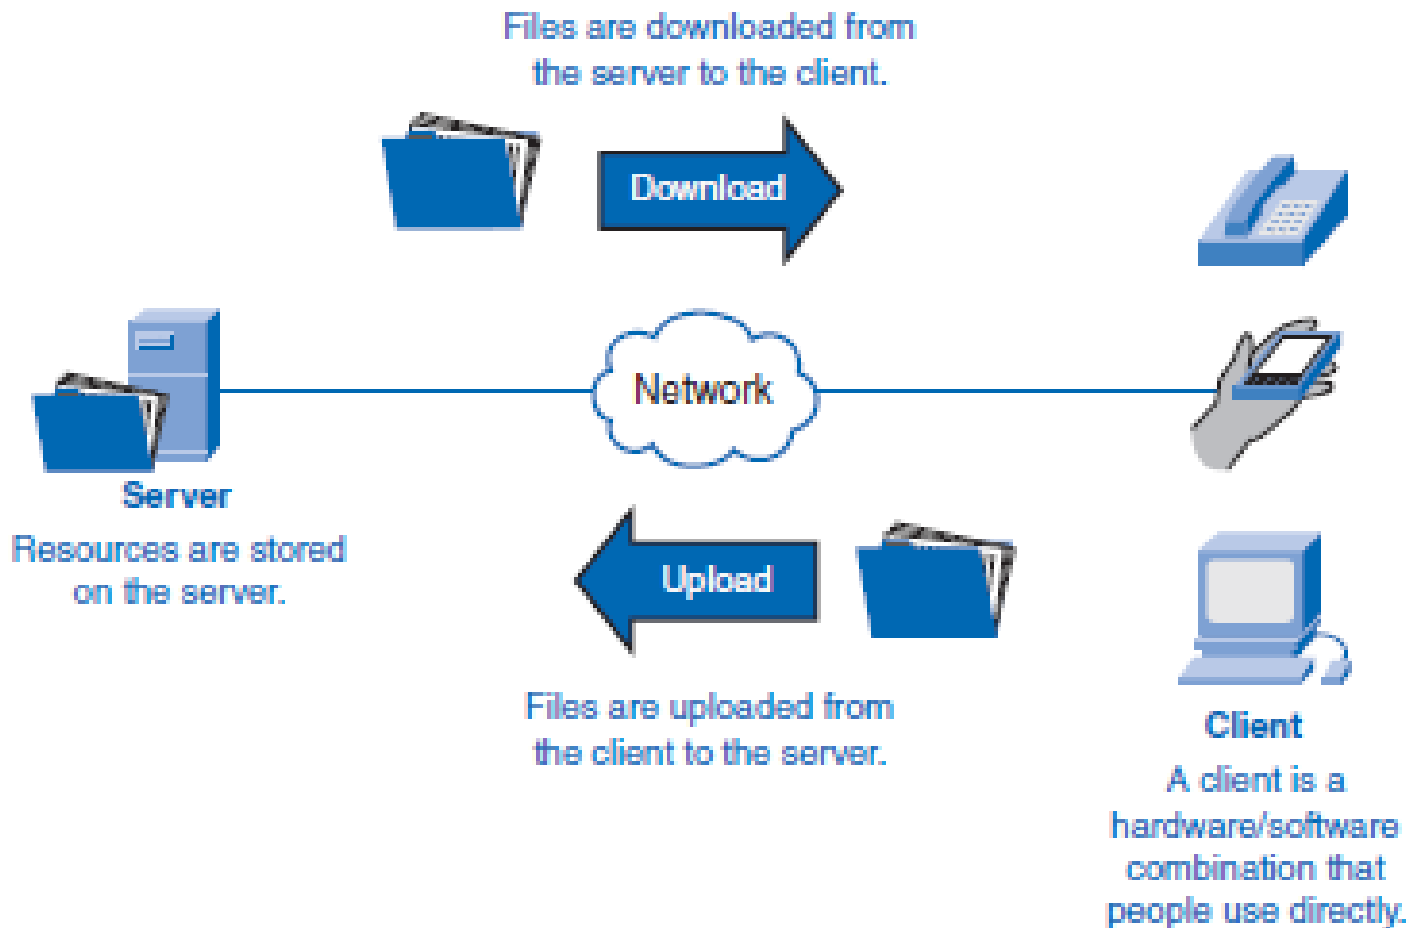 Files are downloaded from
the server to the client.
Download
Network
Server
Resources are stored
on the server.
Upload
Files are uploaded from
the client to the server.
Client
A client is a
hardware/software
combination that
people use directly.